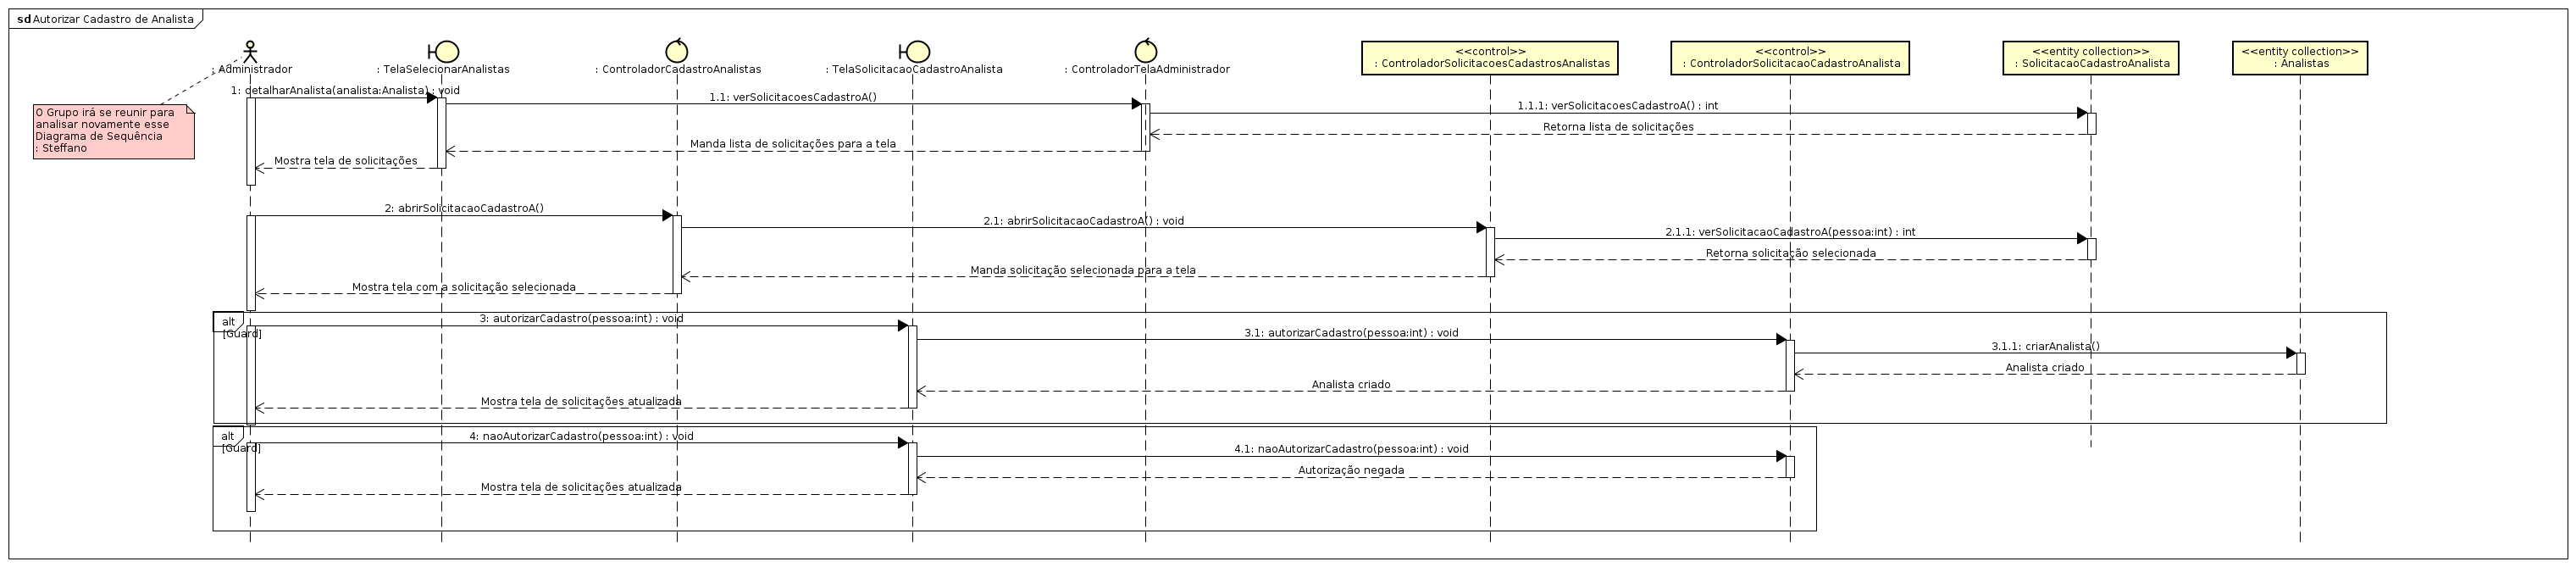 sd Autorizar Cadastro de Analista
: Administrador
: TelaSelecionarAnalistas
: ControladorCadastroAnalistas
: TelaSolicitacaoCadastroAnalista
: ControladorTelaAdministrador
<<control>>
: ControladorSolicitacoesCadastrosAnalistas
<<control>>
: ControladorSolicitacaoCadastroAnalista
<<entity collection>>
: SolicitacaoCadastroAnalista
<<entity collection>>
: Analistas
O Grupo irá se reunir para
analisar novamente esse
Diagrama de Sequência
: Steffano
1: detalharAnalista(analista:Analista) : void
1.1: verSolicitacoesCadastroA()
1.1.1: verSolicitacoesCadastroA() : int
Retorna lista de solicitações
Manda lista de solicitações para a tela
Mostra tela de solicitações
2: abrirSolicitacaoCadastroA()
2.1: abrirSolicitacaoCadastroA() : void
2.1.1: verSolicitacaoCadastroA(pessoa:int) : int
Retorna solicitação selecionada
Manda solicitação selecionada para a tela
Mostra tela com a solicitação selecionada
alt
[Guard]
3: autorizarCadastro(pessoa:int) : void
3.1: autorizarCadastro(pessoa:int) : void
3.1.1: criarAnalista()
Analista criado
Analista criado
Mostra tela de solicitações atualizada
alt
[Guard]
4: naoAutorizarCadastro(pessoa:int) : void
4.1: naoAutorizarCadastro(pessoa:int) : void
Autorização negada
Mostra tela de solicitações atualizada